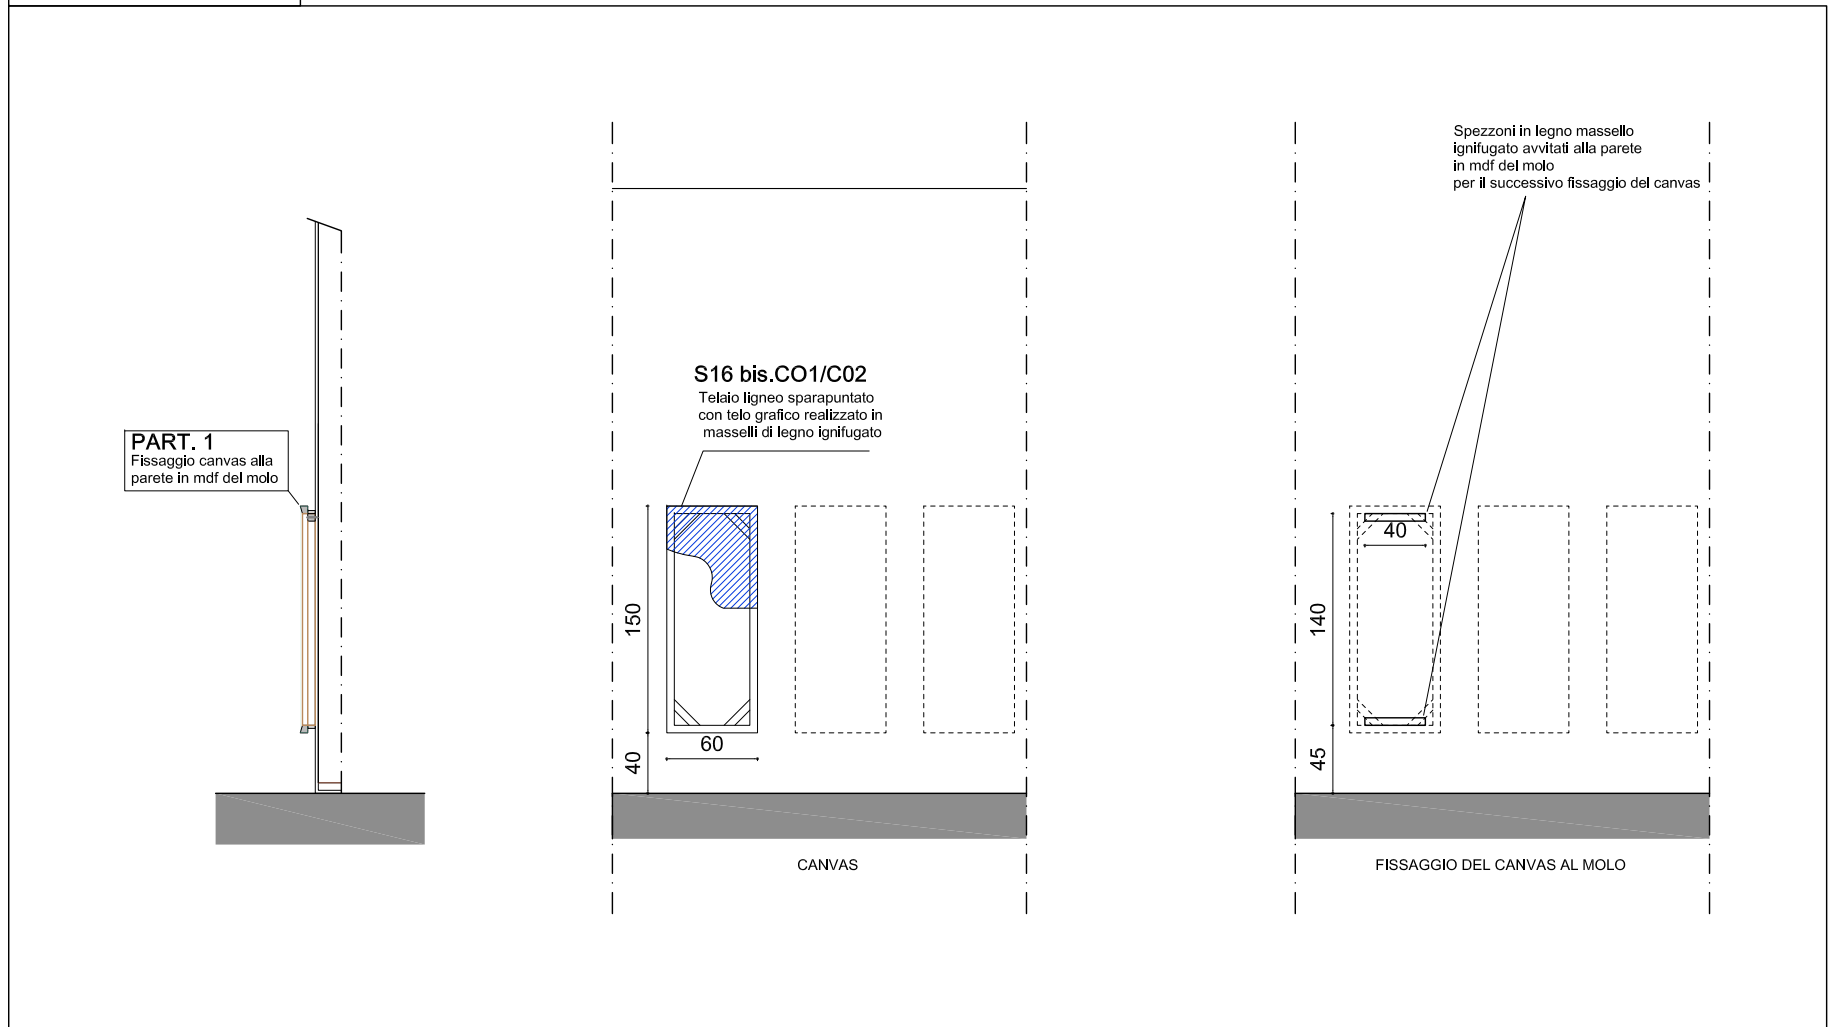 PART. 1
Fissaggio canvas alla
parete in mdf del molo
S16 bis.CO1/C02
Telaio ligneo sparapuntato
con telo grafico realizzato in
masselli di legno ignifugato
150
40
60
CANVAS
Spezzoni in legno massello
ignifugato avvitati alla parete
in mdf del molo
per il successivo fissaggio del canvas
40
140
45
FISSAGGIO DEL CANVAS AL MOLO